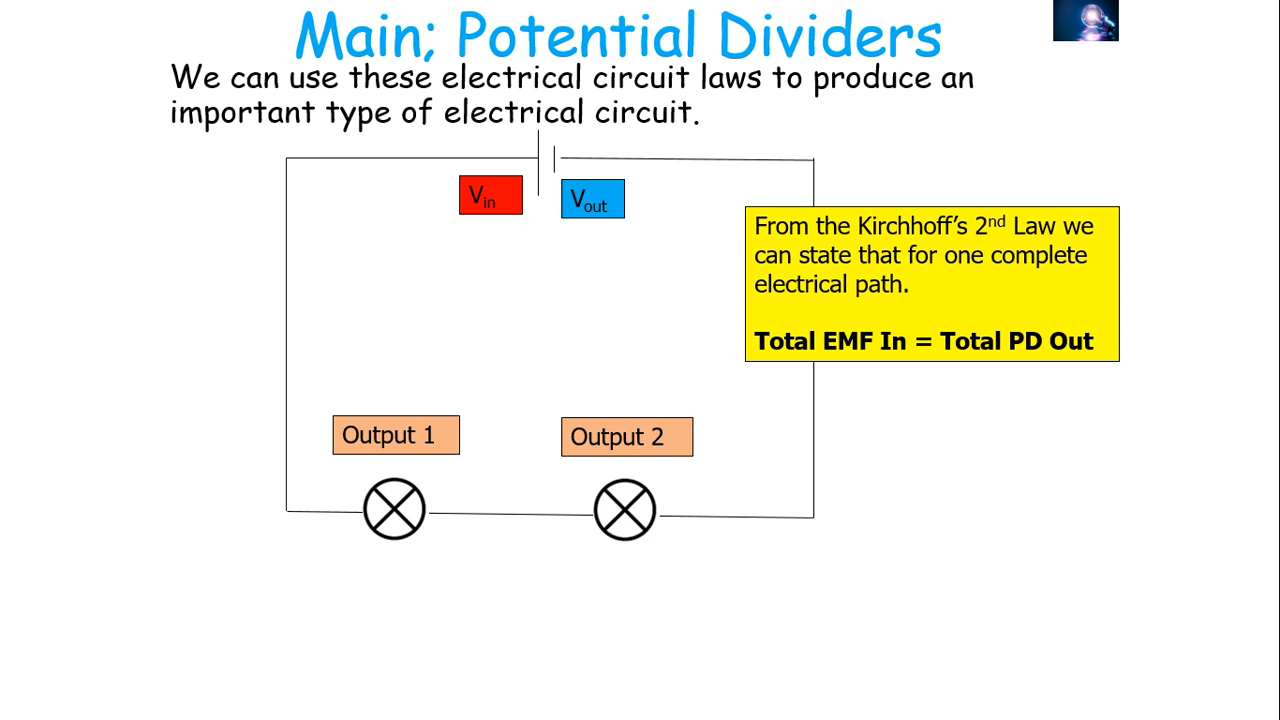 Main; Potential Dividers
We can use these electrical circuit laws to produce an
important type of electrical circuit.
Vin
Vout
From the Kirchhoff’s 2nd Law we
can state that for one complete
electrical path.
Total EMF In = Total PD Out
Output 1
Output 2